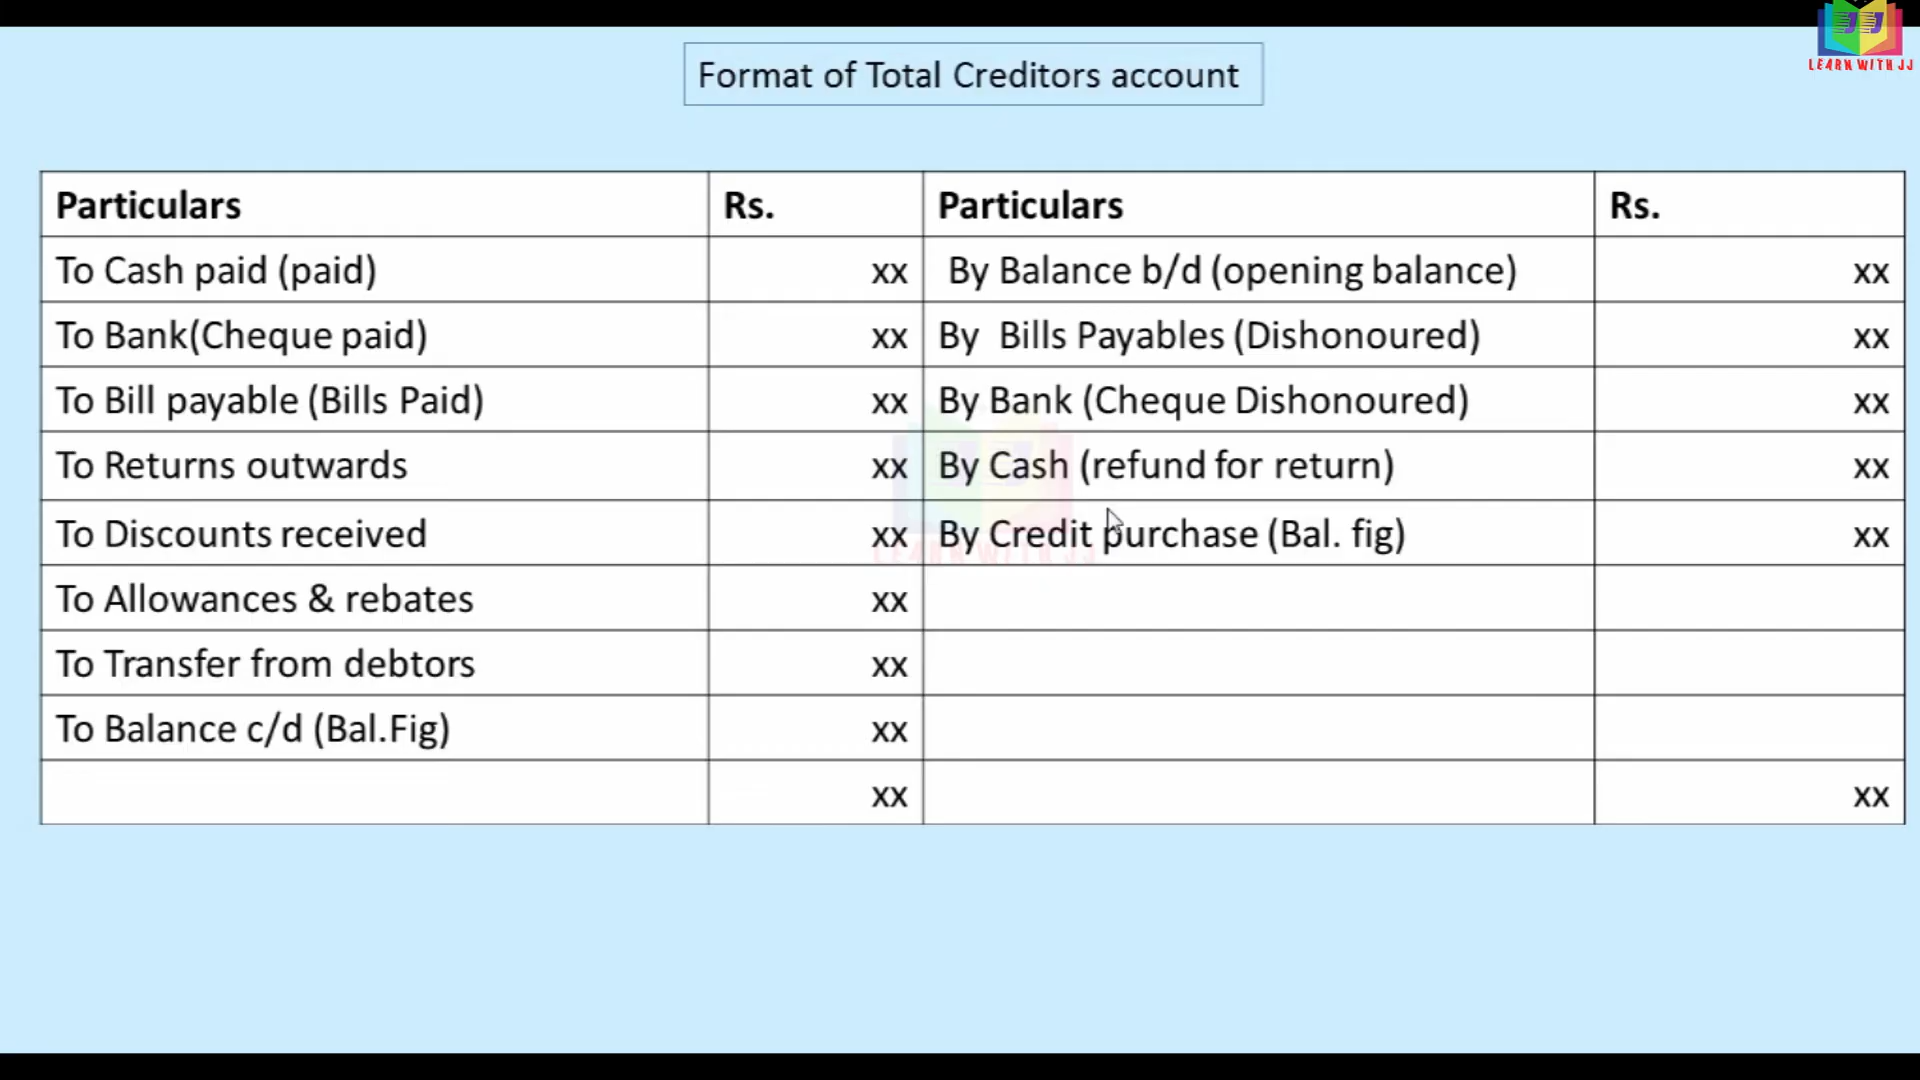 LEARN WITH JJ
Format of Total Creditors account
Particulars Rs. Particulars Rs.
To Cash paid (paid) xx By Balance b/d (opening balance) xx
To Bank(Cheque paid) xx By Bills Payables (Dishonoured) xx
To Bill payable (Bills Paid) xx By Bank (Cheque Dishonoured) xx
To Returns outwards xx By Cash (refund for return) xx
To Discounts received xx By Credit purchase (Bal. fig) xx
LEARN WITH JJ
To Allowances & rebates xx
To Transfer from debtors xx
To Balance c/d (Bal.Fig) xx
xx xx